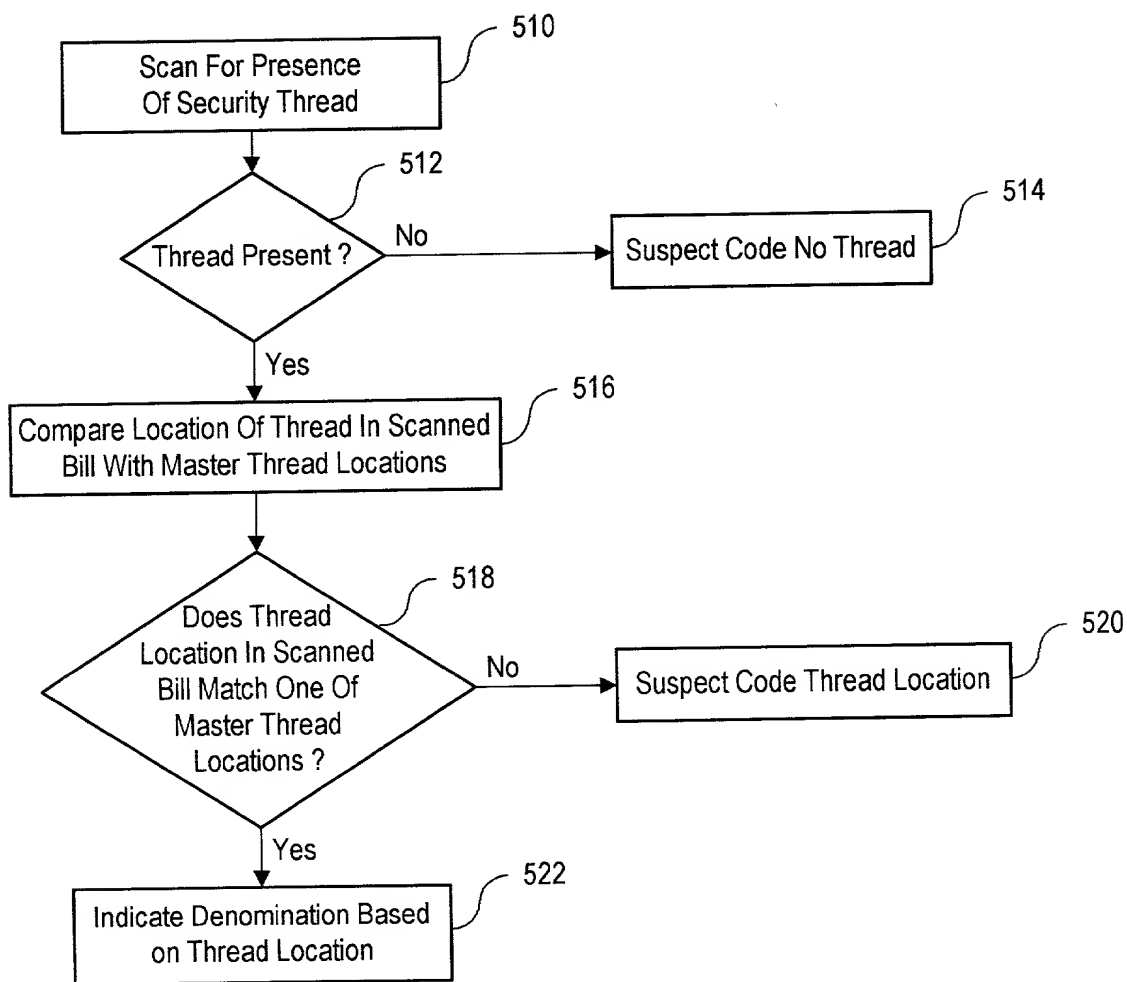 510
Scan For Presence
Of Security Thread
512
Thread Present ?
No
514
Suspect Code No Thread
Yes
516
Compare Location Of Thread In Scanned
Bill With Master Thread Locations
518
Does Thread
Location In Scanned
Bill Match One Of
Master Thread
Locations ?
No
520
Suspect Code Thread Location
Yes
522
Indicate Denomination Based
on Thread Location